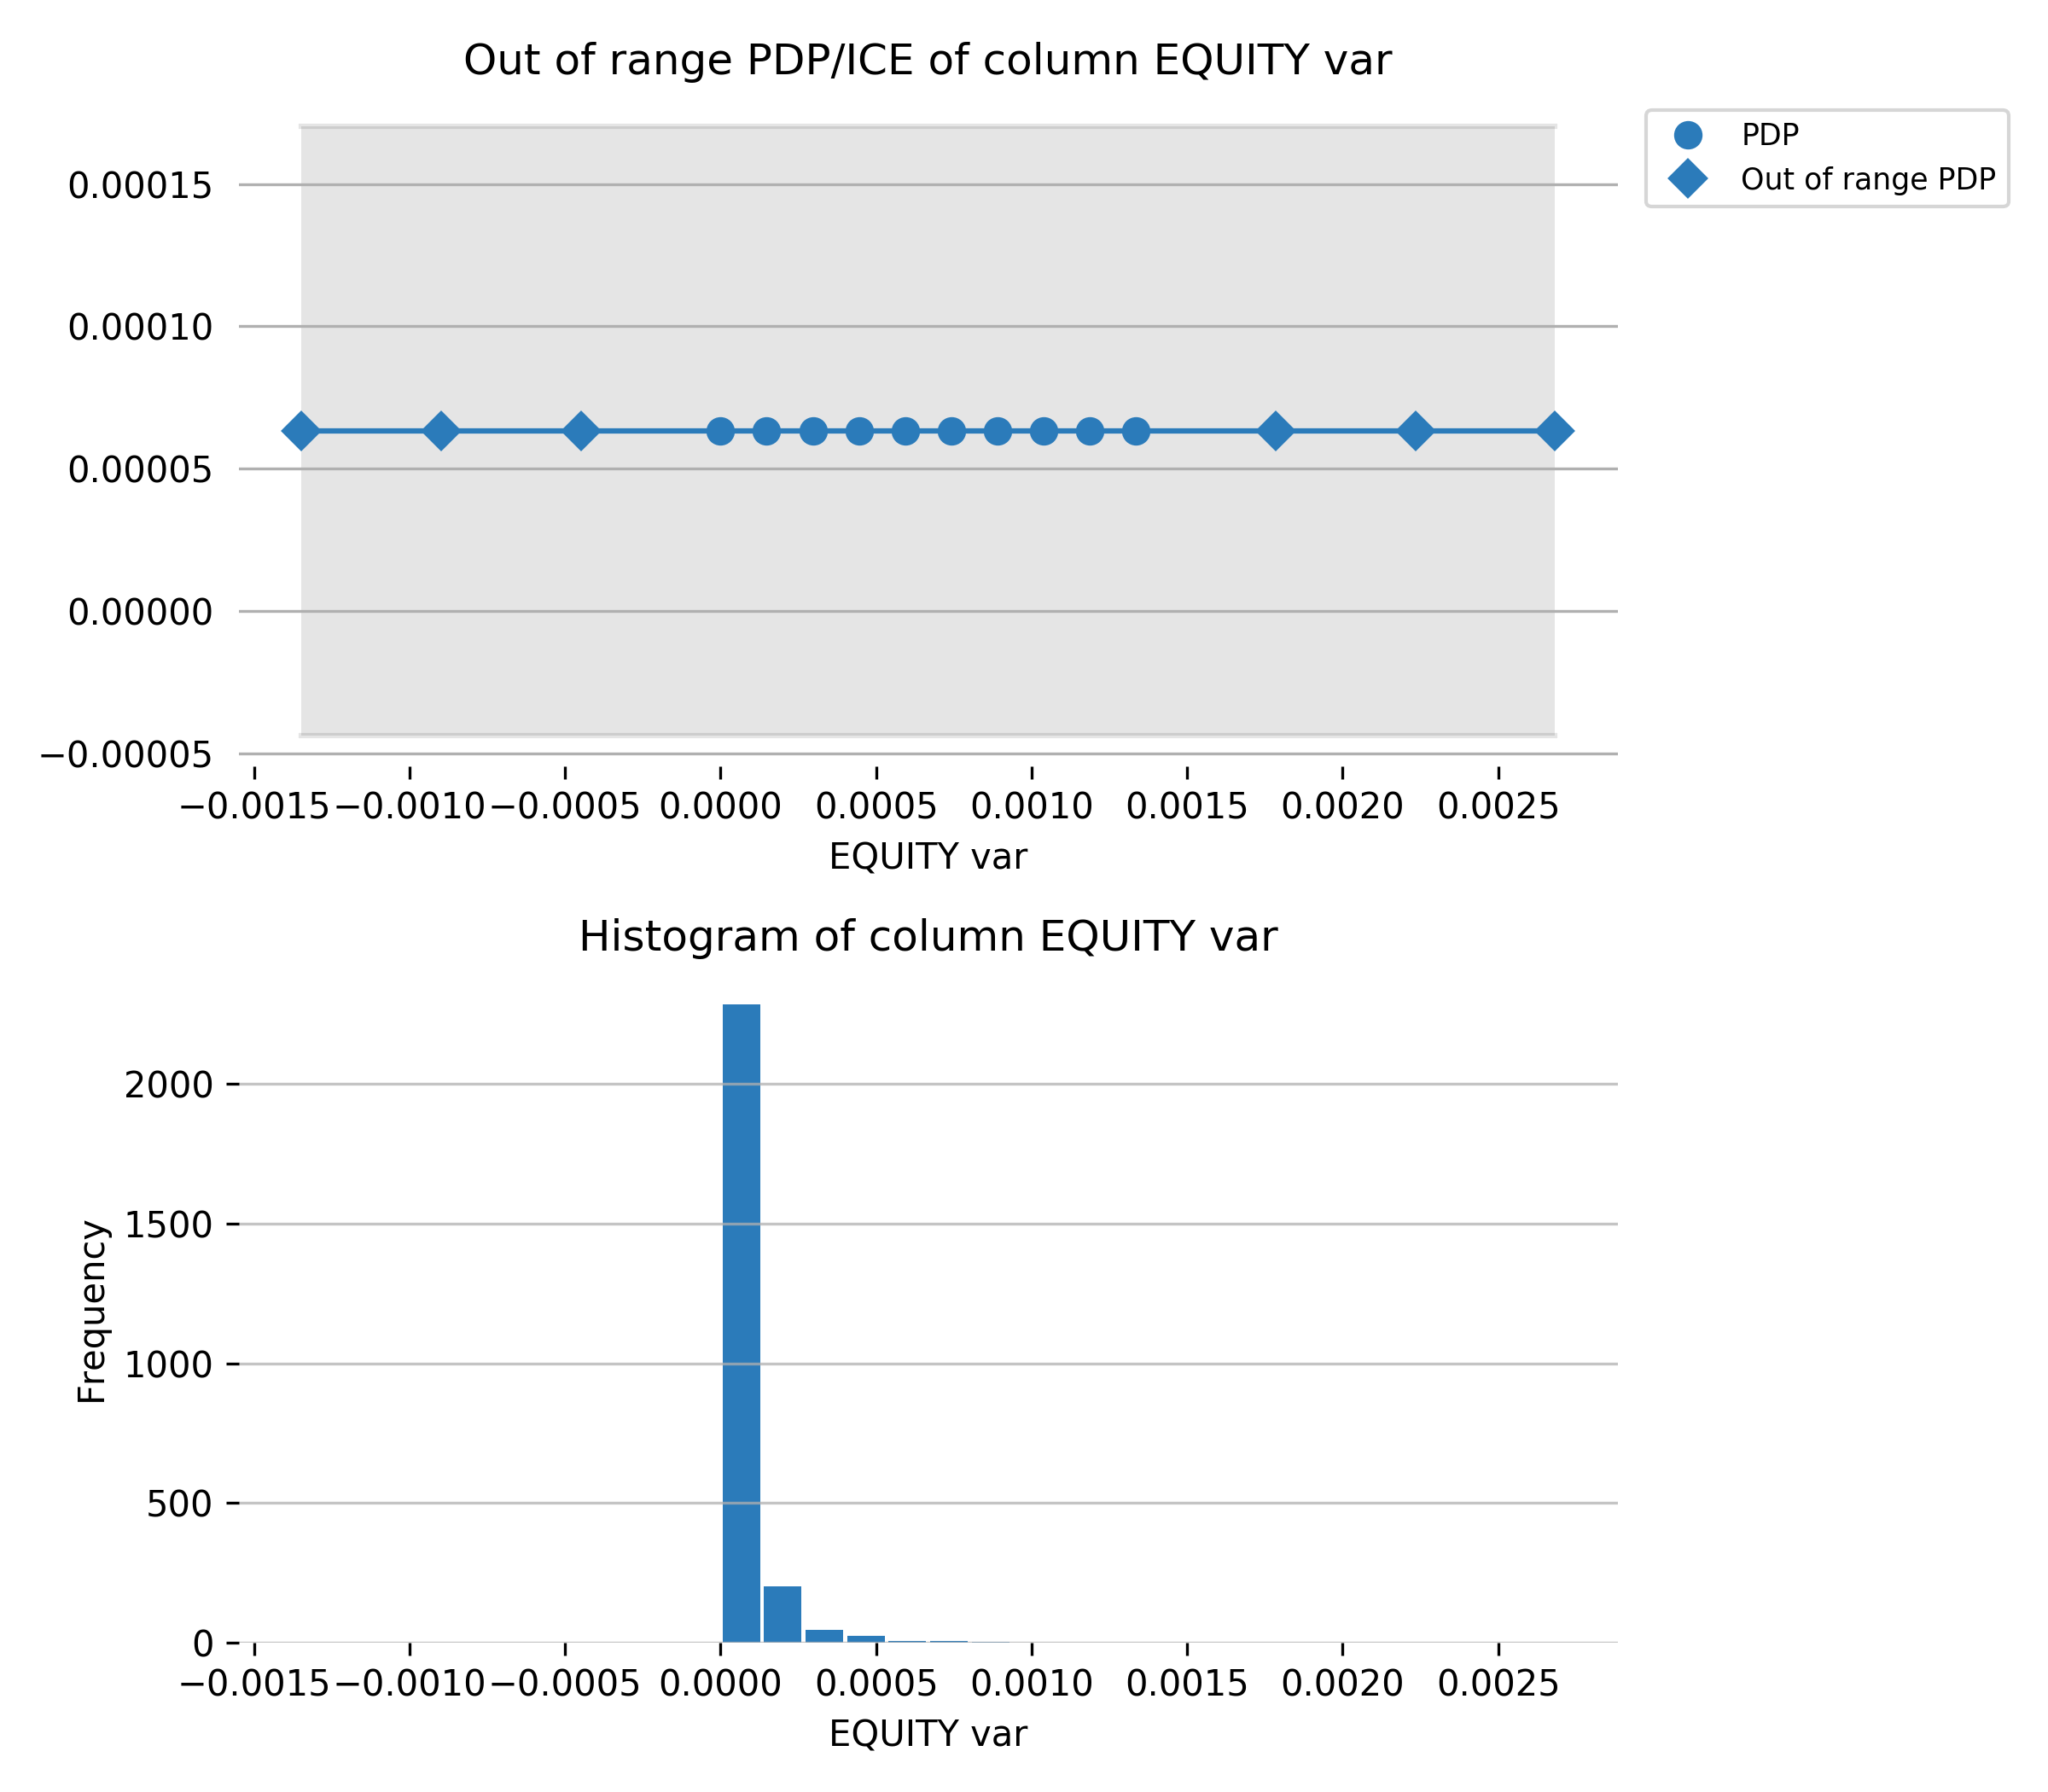 Out of range PDP/ICE of column EQUITY var
PDP
Out of range PDP
0.00015
0.00010
0.00005
0.00000
−0.00005
−0.0015 −0.0010 −0.0005 0.0000 0.0005 0.0010 0.0015 0.0020 0.0025
EQUITY var
Histogram of column EQUITY var
Frequency
2000
1500
1000
500
0
−0.0015 −0.0010 −0.0005 0.0000 0.0005 0.0010 0.0015 0.0020 0.0025
EQUITY var